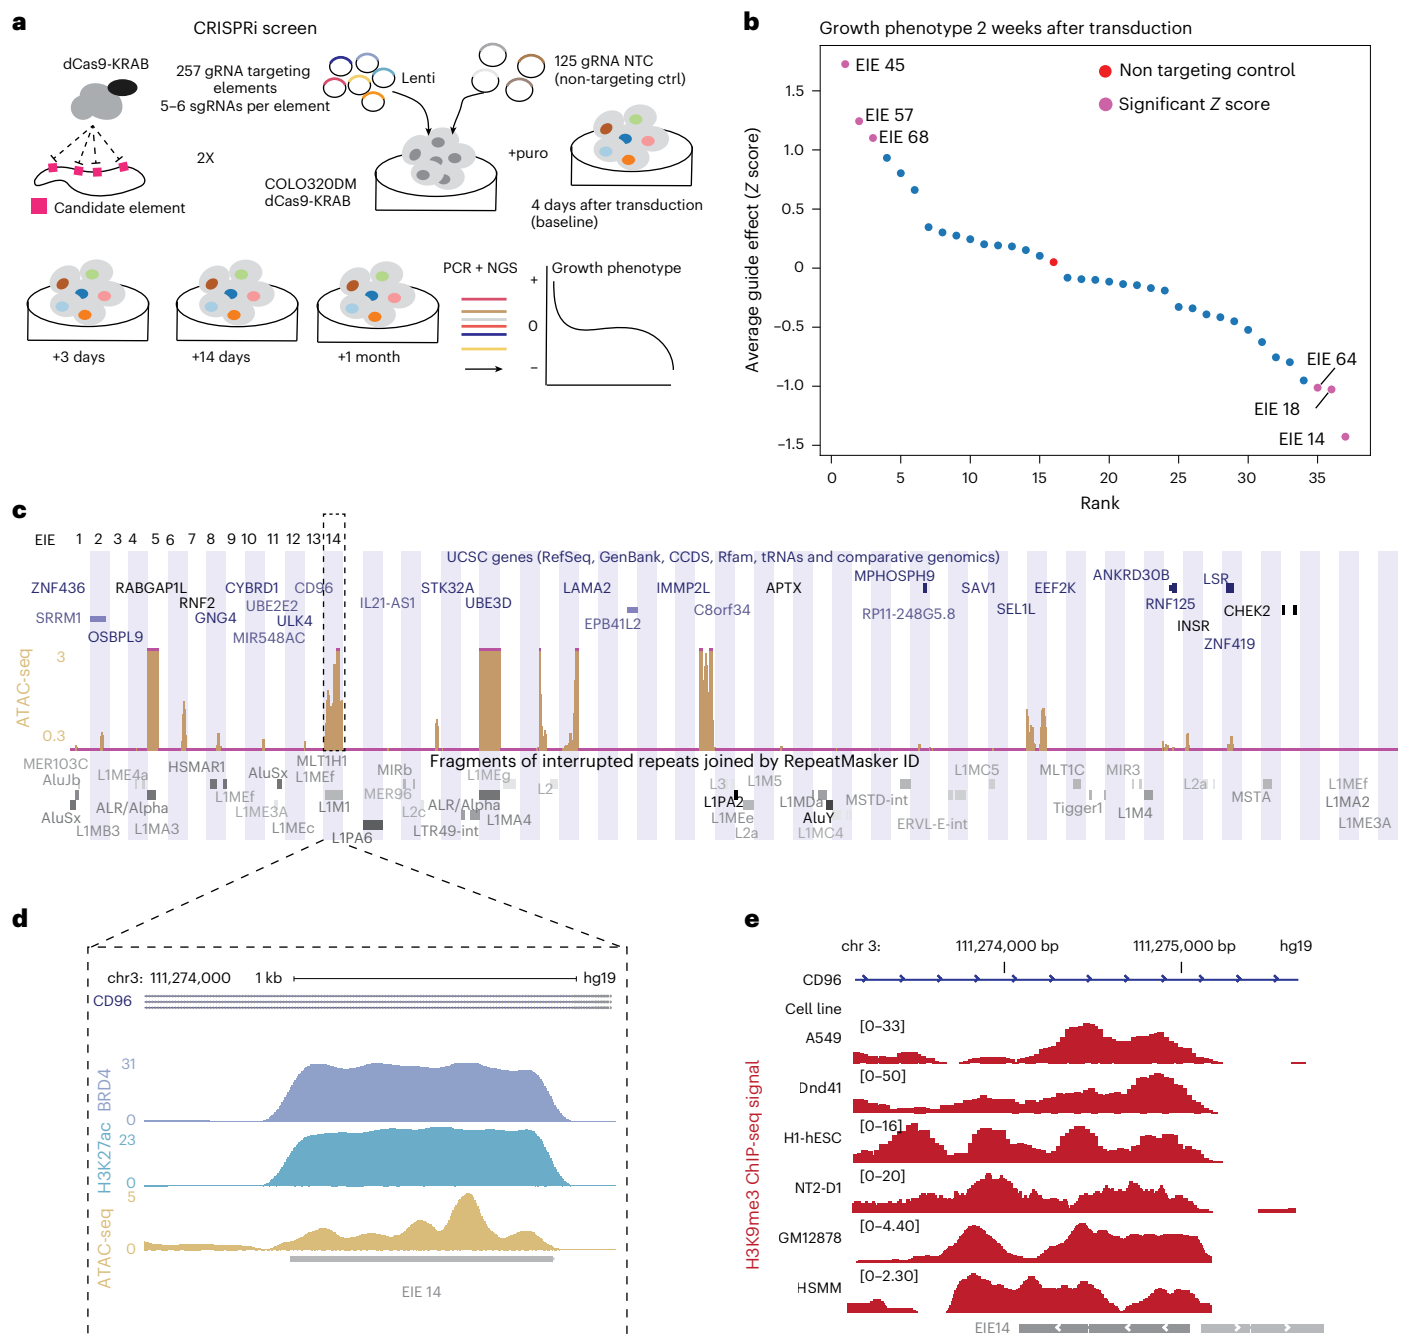 a
CRISPRi screen
dCas9-KRAB
257 gRNA targeting
elements
5–6 sgRNAs per element
Lenti
125 gRNA NTC
(non-targeting ctrl)
2X
+puro
COLO320DM
dCas9-KRAB
Candidate element
4 days after transduction
(baseline)
PCR + NGS
Growth phenotype
+
0
–
+3 days
+14 days
+1 month
b
Growth phenotype 2 weeks after transduction
Average guide effect (Z score)
1.5
1.0
0.5
0
–0.5
–1.0
–1.5
EIE 45
EIE 57
EIE 68
Non targeting control
Significant Z score
EIE 64
EIE 18
EIE 14
0 5 10 15 20 25 30 35
Rank
c
EIE 1 2 3 4 5 6 7 8 9 10 11 12 13 14
UCSC genes (RefSeq, GenBank, CCDS, Rfam, tRNAs and comparative genomics)
ZNF436 RABGAP1L CYBRD1 CD96 STK32A LAMA2 IMMP2L APTX MPHOSPH9 SAV1 EEF2K ANKRD30B LSR
RNF2 UBE2E2 IL21-AS1 UBE3D C8orf34 SEL1L RNF125 CHEK2
SRRM1 GNG4 ULK4 EPB41L2 RP11-248G5.8 INSR
OSBPL9 MIR548AC ZNF419
ATAC-seq
3
0.3
Fragments of interrupted repeats joined by RepeatMasker ID
MER103C HSMAR1 MLT1H1 L1MC5
AluJb L1ME4a AluSx L1MEf MIRb L1MEg L2 L3 L1M5 MLT1C MIR3 L2a L1MEf
L1MEf MER96 MSTD-int MSTA
ALR/Alpha L1ME3A L1M1 L2c ALR/Alpha L1PA2 L1MDa Tigger1 L1M4 L1MA2
AluSx L1MEe AluY
L1MB3 L1MA3 L1MEc LTR49-int L1MA4 L2a L1MC4 ERVL-E-int L1ME3A
L1PA6
d
chr3: 111,274,000 1 kb hg19
CD96
BRD4
31
0
H3K27ac
23
0
ATAC-seq
5
0
EIE 14
e
chr 3: 111,274,000 bp 111,275,000 bp hg19
CD96
Cell line
H3K9me3 ChIP-seq signal
A549 [0–33]
Dnd41 [0–50]
H1-hESC [0–16]
NT2-D1 [0–20]
GM12878 [0–4.40]
HSMM [0–2.30]
EIE14